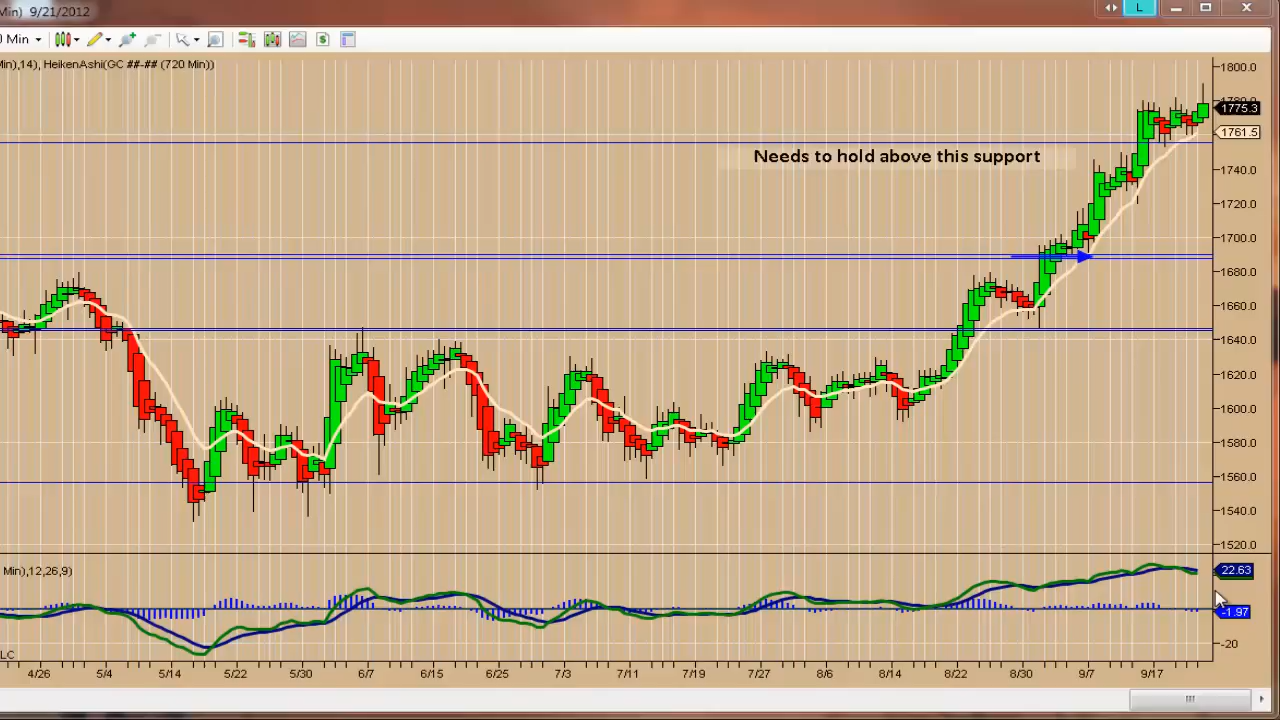 Min) 9/21/2012
L
0 Min
Min),14), HeikenAshi(GC ##-## (720 Min))
1800.0
1775.3
1761.5
Needs to hold above this support
1740.0
1720.0
1700.0
1680.0
1660.0
1640.0
1620.0
1600.0
1580.0
1560.0
1540.0
1520.0
Min),12,26,9)
22.63
-1.97
-20
LC
4/26 5/4 5/14 5/22 5/30 6/7 6/15 6/25 7/3 7/11 7/19 7/27 8/6 8/14 8/22 8/30 9/7 9/17